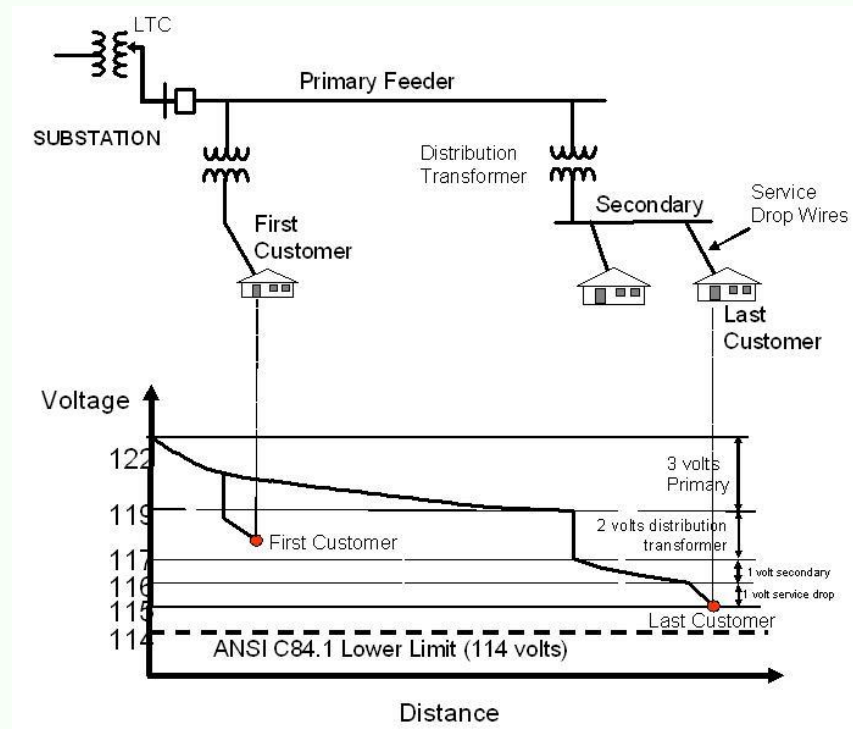 LTC
Primary Feeder
SUBSTATION
Distribution
Transformer
Secondary
Service
Drop Wires
First
Customer
Last
Customer
Voltage
122
3 volts
Primary
119
2 volts distribution
transformer
First Customer
117
1 volt secondary
116
1 volt service drop
115
Last Customer
114
ANSI C84.1 Lower Limit (114 volts)
Distance